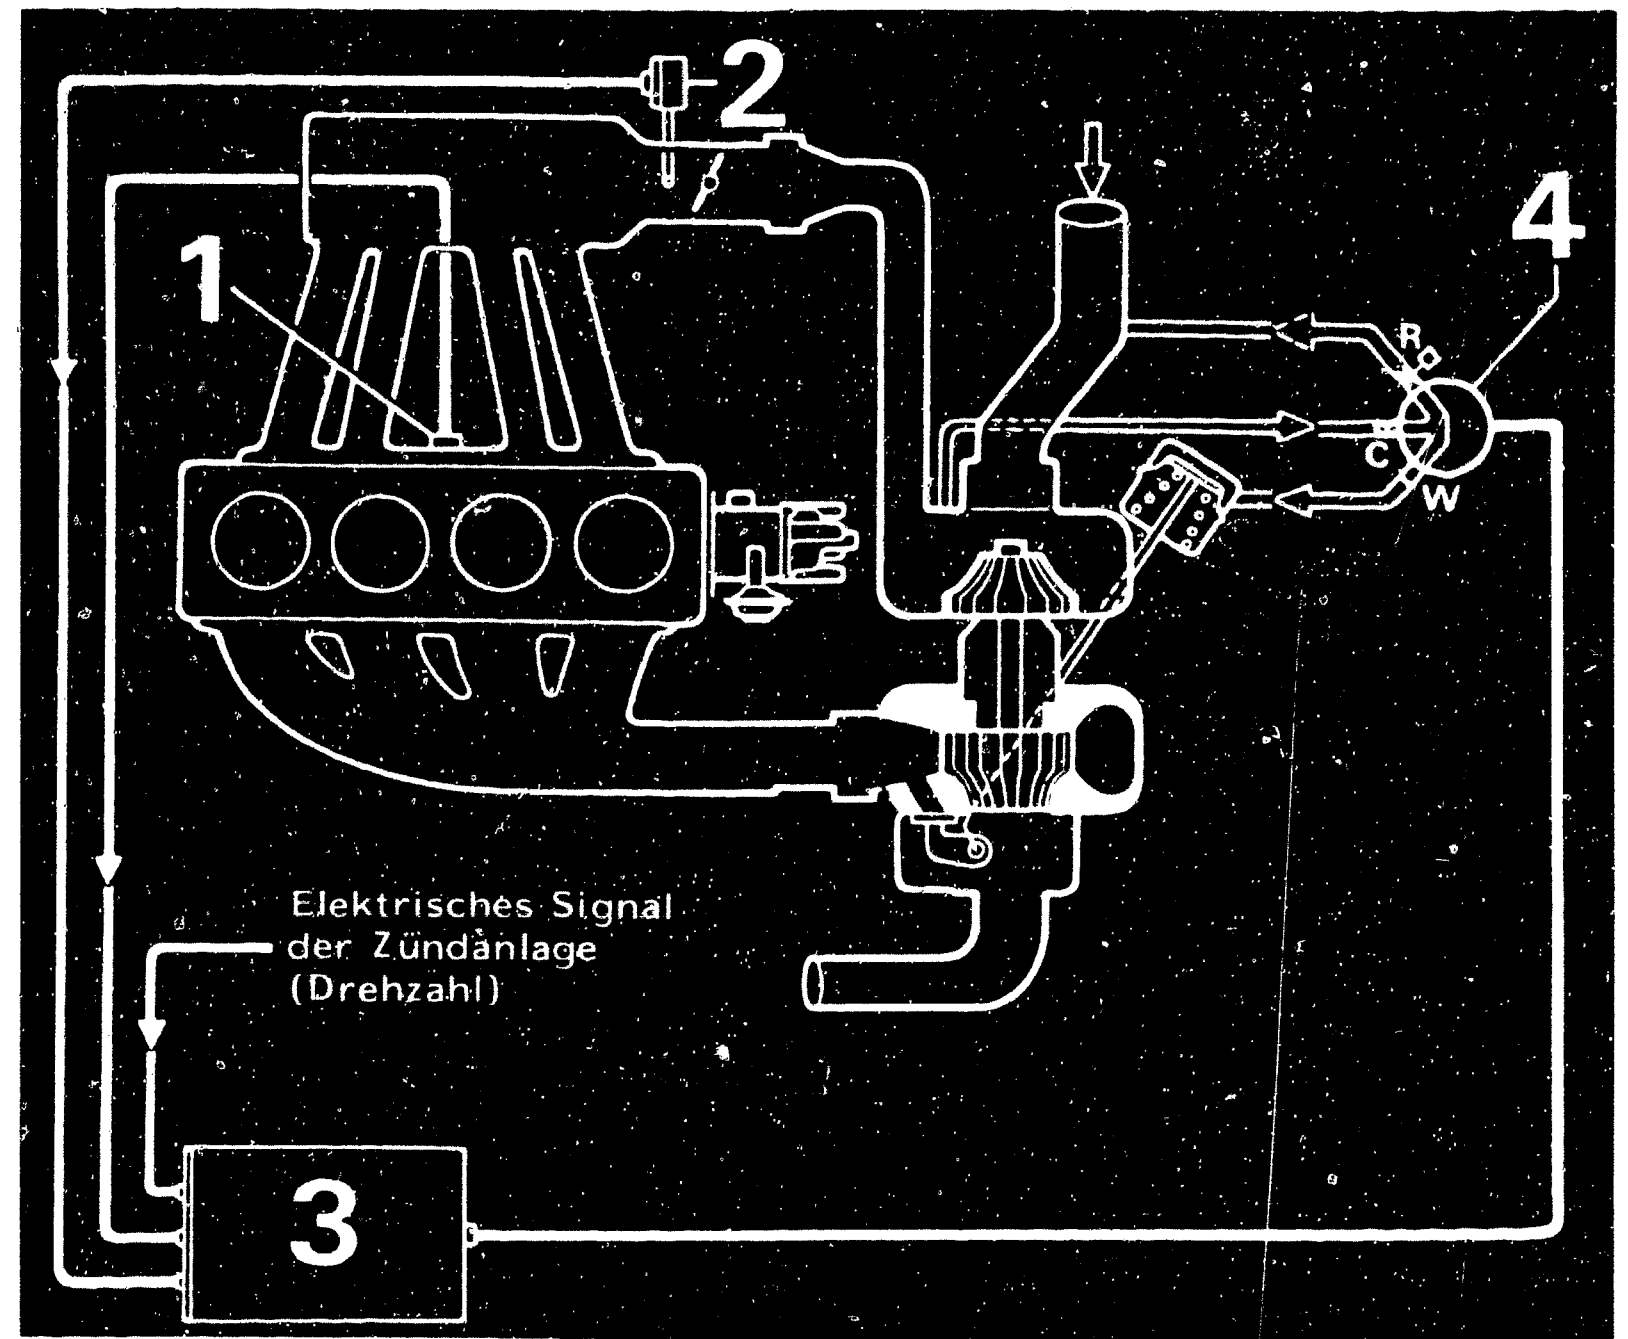 2
4
1
R
C
W
Elektrisches Signal
der Zündanlage
(Drehzahl)
3